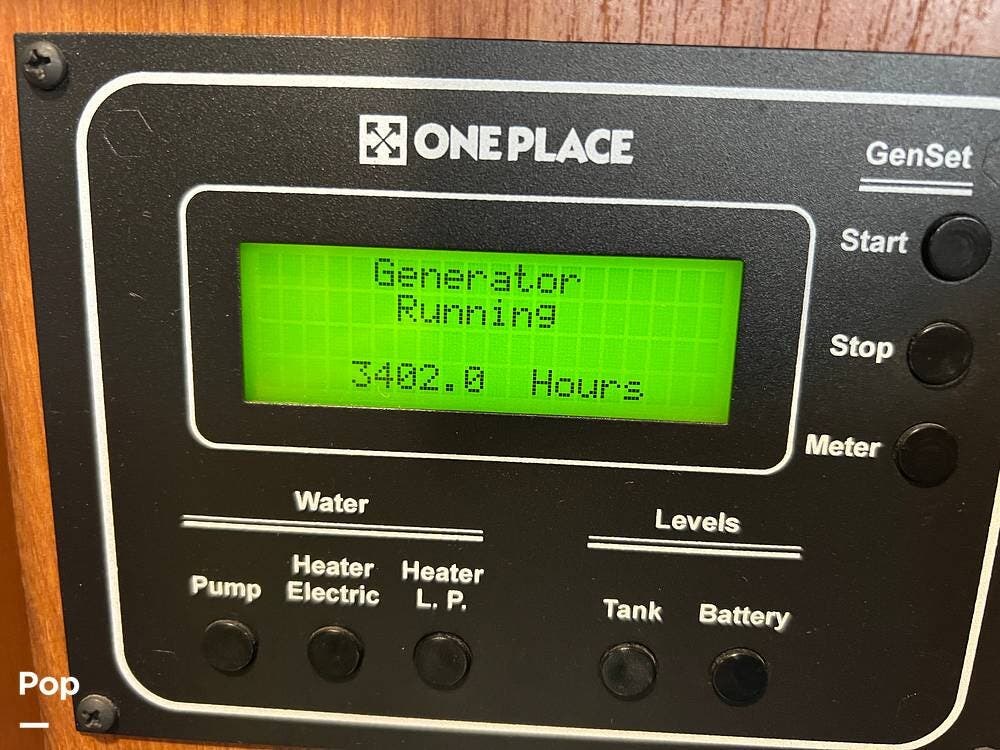 ONE PLACE
GenSet
Start
Stop
Meter
Generator
Running
3402.0 Hours
Water
Pump
Heater
Electric
Heater
L. P.
Levels
Tank
Battery
Pop